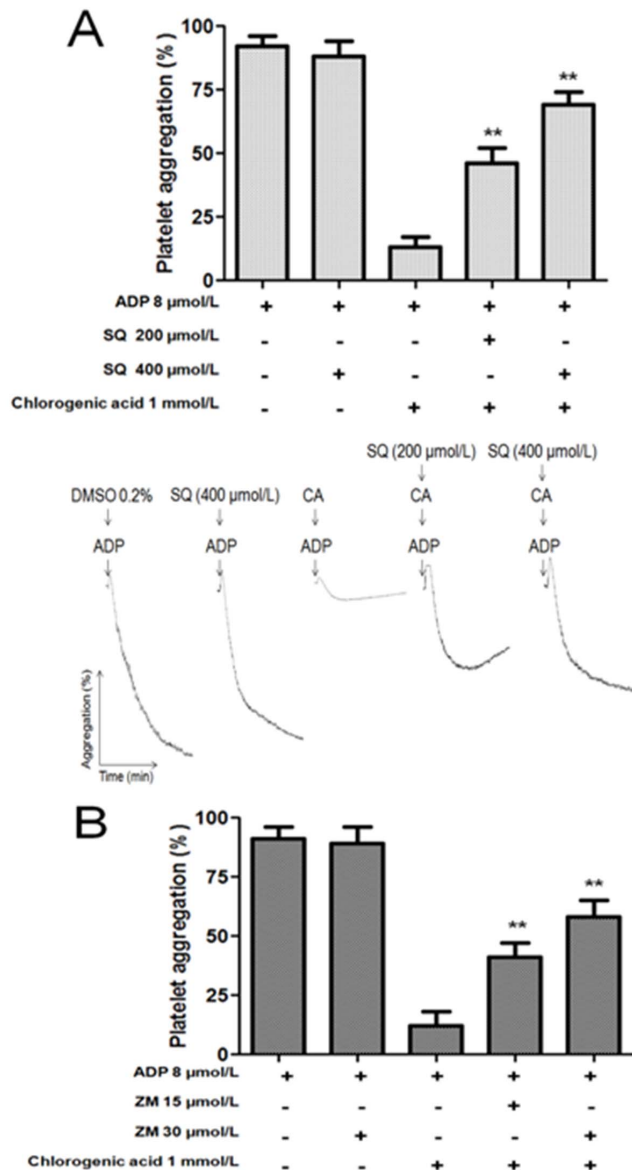 A
Platelet aggregation (%)
100
75
50
25
0
**
**
ADP 8 µmol/L + + + + +
SQ 200 µmol/L - - - + -
SQ 400 µmol/L - + - - +
Chlorogenic acid 1 mmol/L - - + + +
SQ (200 µmol/L) SQ (400 µmol/L)
DMSO 0.2% SQ (400 µmol/L) CA CA CA
ADP ADP ADP ADP ADP
Aggregation (%)
Time (min)
B
Platelet aggregation (%)
100
75
50
25
0
**
**
ADP 8 µmol/L + + + + +
ZM 15 µmol/L - - - + -
ZM 30 µmol/L - + - - +
Chlorogenic acid 1 mmol/L - - + + +